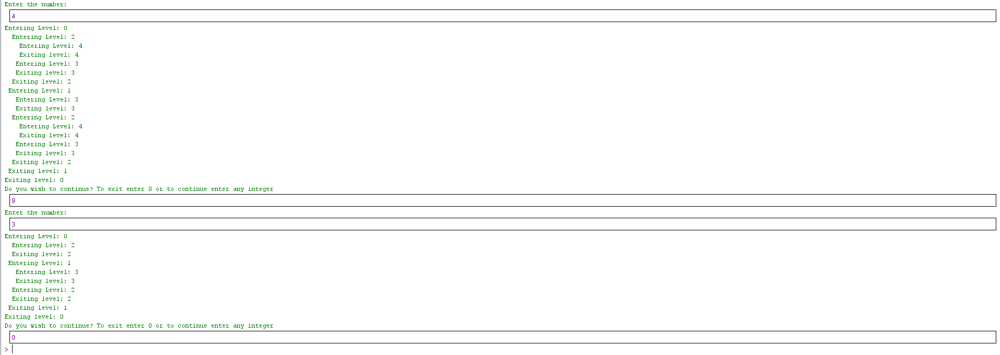 Enter the number:
4
Entering Level: 0
Entering Level: 2
Entering Level: 4
Exiting level: 4
Entering Level: 3
Exiting level: 3
Exiting level: 2
Entering Level: 1
Entering Level: 3
Exiting level: 3
Entering Level: 2
Entering Level: 4
Exiting level: 4
Entering Level: 3
Exiting level: 3
Exiting level: 2
Exiting level: 1
Exiting level: 0
Do you wish to continue? To exit enter 0 or to continue enter any integer
9
Enter the number:
3
Entering Level: 0
Entering Level: 2
Exiting level: 2
Entering Level: 1
Entering Level: 3
Exiting level: 3
Entering Level: 2
Exiting level: 2
Exiting level: 1
Exiting level: 0
Do you wish to continue? To exit enter 0 or to continue enter any integer
0
>